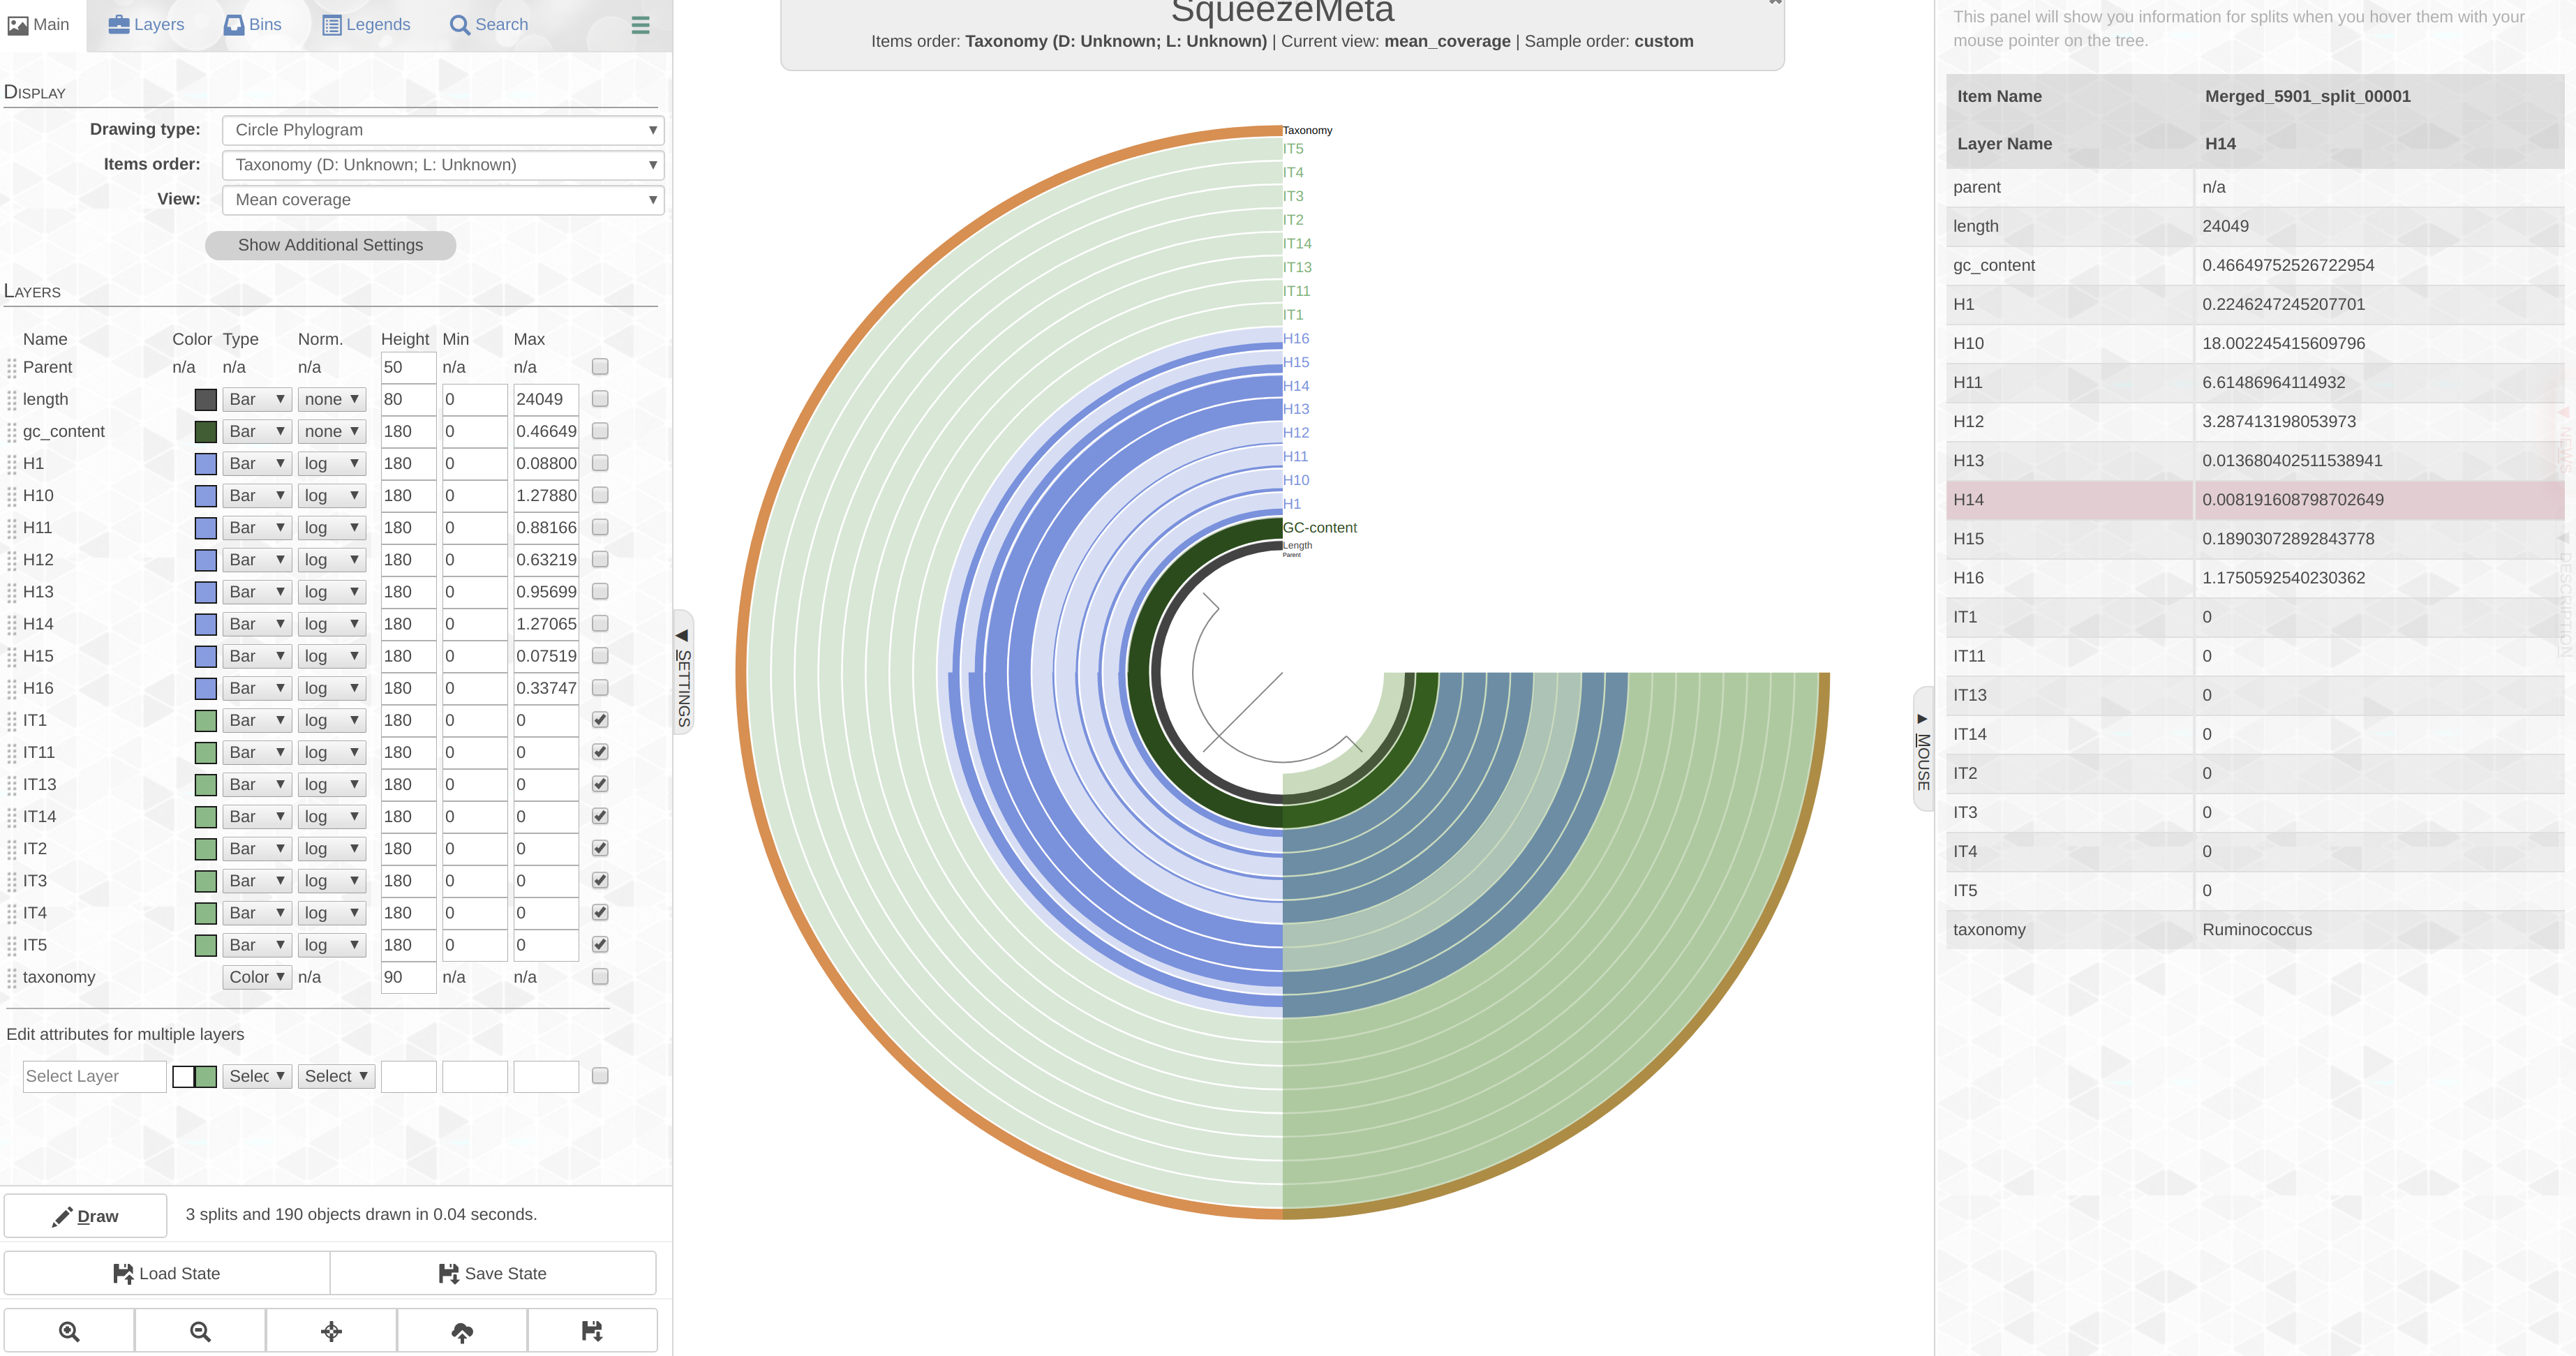 Main Layers Bins Legends Search
DISPLAY
Drawing type: Circle Phylogram
Items order: Taxonomy (D: Unknown; L: Unknown)
View: Mean coverage
Show Additional Settings
LAYERS
Name Color Type Norm. Height Min Max
Parent n/a n/a n/a 50 n/a n/a
length Bar none 80 0 24049
gc_content Bar none 180 0 0.46649
H1 Bar log 180 0 0.08800
H10 Bar log 180 0 1.27880
H11 Bar log 180 0 0.88166
H12 Bar log 180 0 0.63219
H13 Bar log 180 0 0.95699
H14 Bar log 180 0 1.27065
H15 Bar log 180 0 0.07519
H16 Bar log 180 0 0.33747
IT1 Bar log 180 0 0
IT11 Bar log 180 0 0
IT13 Bar log 180 0 0
IT14 Bar log 180 0 0
IT2 Bar log 180 0 0
IT3 Bar log 180 0 0
IT4 Bar log 180 0 0
IT5 Bar log 180 0 0
taxonomy Color n/a 90 n/a n/a
Edit attributes for multiple layers
Select Layer Selec Select
Draw 3 splits and 190 objects drawn in 0.04 seconds.
Load State Save State
SETTINGS
SqueezeMeta
Items order: Taxonomy (D: Unknown; L: Unknown) | Current view: mean_coverage | Sample order: custom
Taxonomy
IT5
IT4
IT3
IT2
IT14
IT13
IT11
IT1
H16
H15
H14
H13
H12
H11
H10
H1
GC-content
Length
Parent
MOUSE
This panel will show you information for splits when you hover them with your
mouse pointer on the tree.
Item Name Merged_5901_split_00001
Layer Name H14
parent n/a
length 24049
gc_content 0.46649752526722954
H1 0.2246247245207701
H10 18.002245415609796
H11 6.61486964114932
H12 3.287413198053973
H13 0.013680402511538941
H14 0.008191608798702649
H15 0.18903072892843778
H16 1.1750592540230362
IT1 0
IT11 0
IT13 0
IT14 0
IT2 0
IT3 0
IT4 0
IT5 0
taxonomy Ruminococcus
NEWS
DESCRIPTION